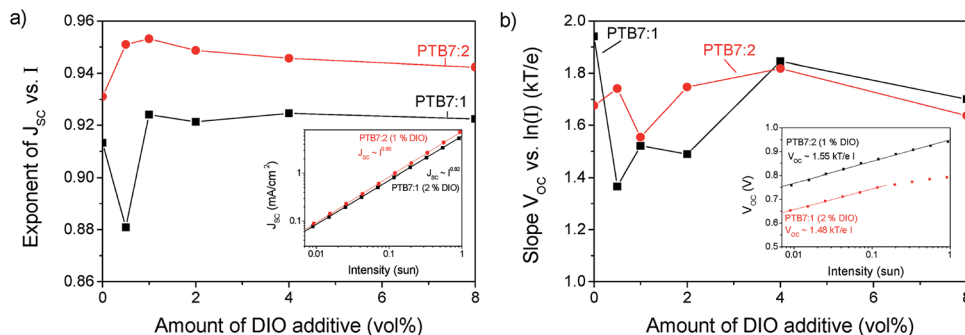 a)
Exponent of J_SC vs. I
0.96
0.94
0.92
0.90
0.88
0.86
PTB7:2
PTB7:1
0
2
4
6
8
Amount of DIO additive (vol%)
J_SC (mA/cm²)
1
0.1
PTB7:2 (1 % DIO)
J_SC ~ I^0.95
J_SC ~ I^0.92
PTB7:1 (2 % DIO)
0.01
0.1
1
Intensity (sun)
b)
Slope V_OC vs. ln(I) (kT/e)
2.0
1.8
1.6
1.4
1.2
1.0
PTB7:1
PTB7:2
0
2
4
6
8
Amount of DIO additive (vol%)
V_OC (V)
1.0
0.9
0.8
0.7
0.6
0.5
PTB7:2 (1 % DIO)
V_OC ~ 1.55 kT/e I
PTB7:1 (2 % DIO)
V_OC ~ 1.48 kT/e I
0.01
0.1
1
Intensity (sun)